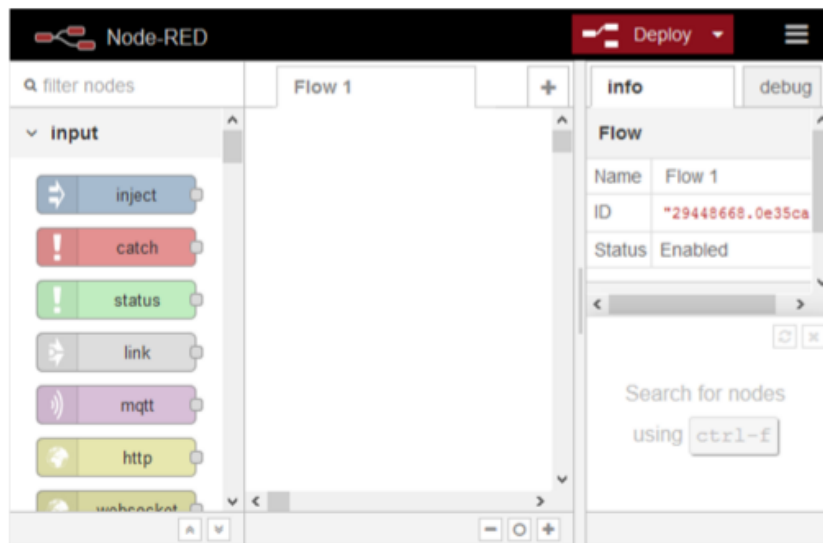 Node-RED
Deploy
filter nodes
Flow 1
info
debug
input
Flow
inject
Name Flow 1
ID "29448668.0e35ca
catch
Status Enabled
status
link
mqtt
Search for nodes
using ctrl-f
http
websocket